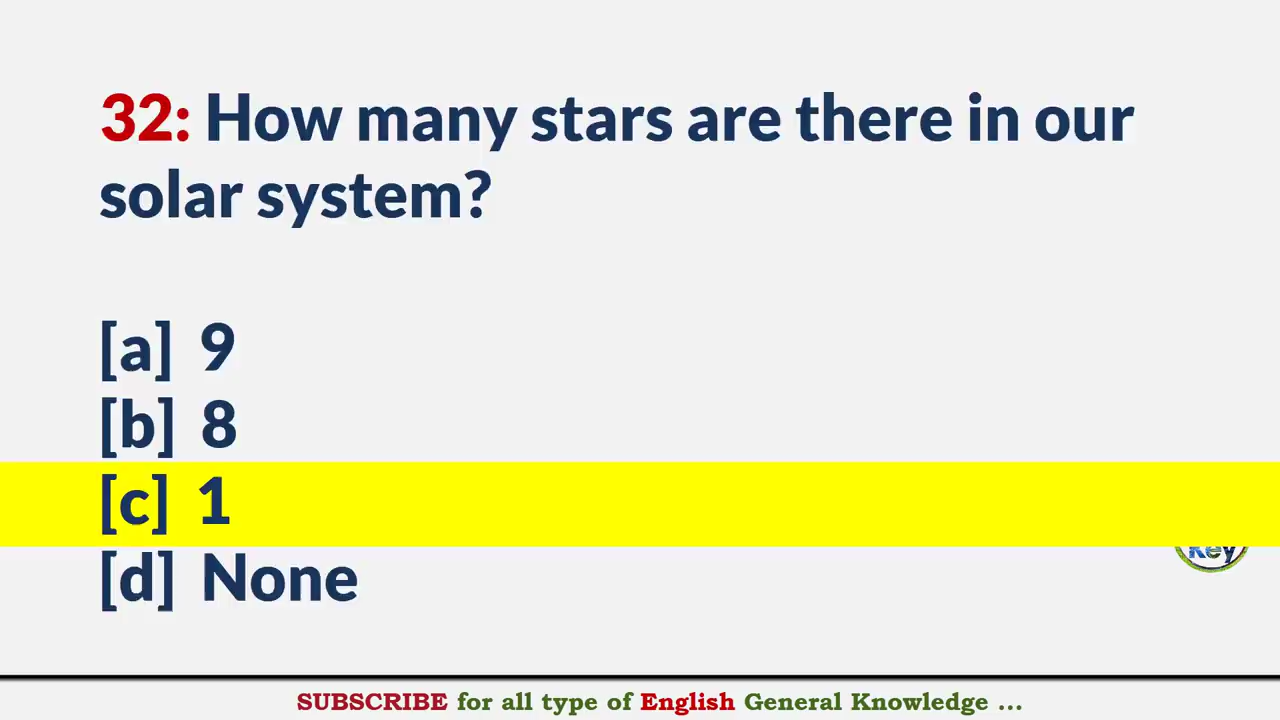 32: How many stars are there in our
solar system?
[a] 9
[b] 8
[c] 1
[d] None
Key
SUBSCRIBE for all type of English General Knowledge ...